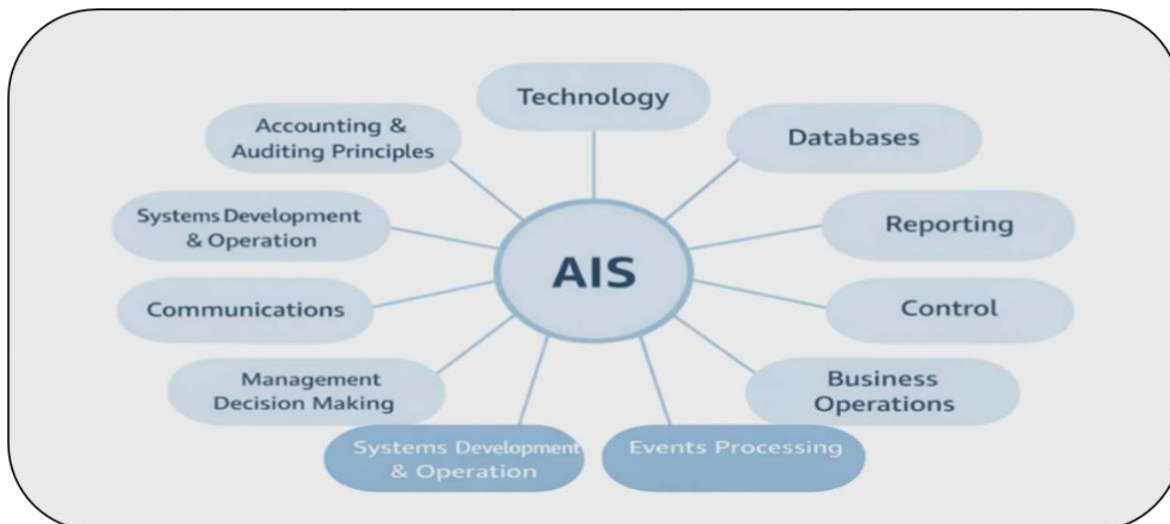 Technology
Accounting &
Auditing Principles
Databases
Systems Development
& Operation
Reporting
AIS
Communications
Control
Management
Decision Making
Business
Operations
Systems Development
& Operation
Events Processing